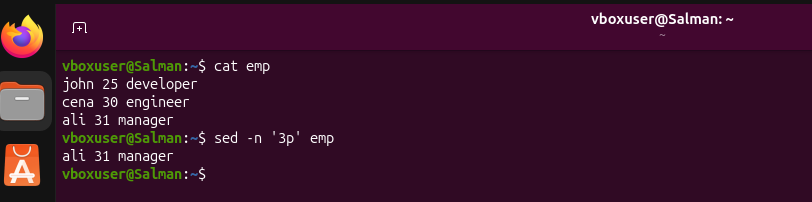 vboxuser@Salman: ~
~
vboxuser@Salman:~$ cat emp
john 25 developer
cena 30 engineer
ali 31 manager
vboxuser@Salman:~$ sed -n '3p' emp
ali 31 manager
vboxuser@Salman:~$